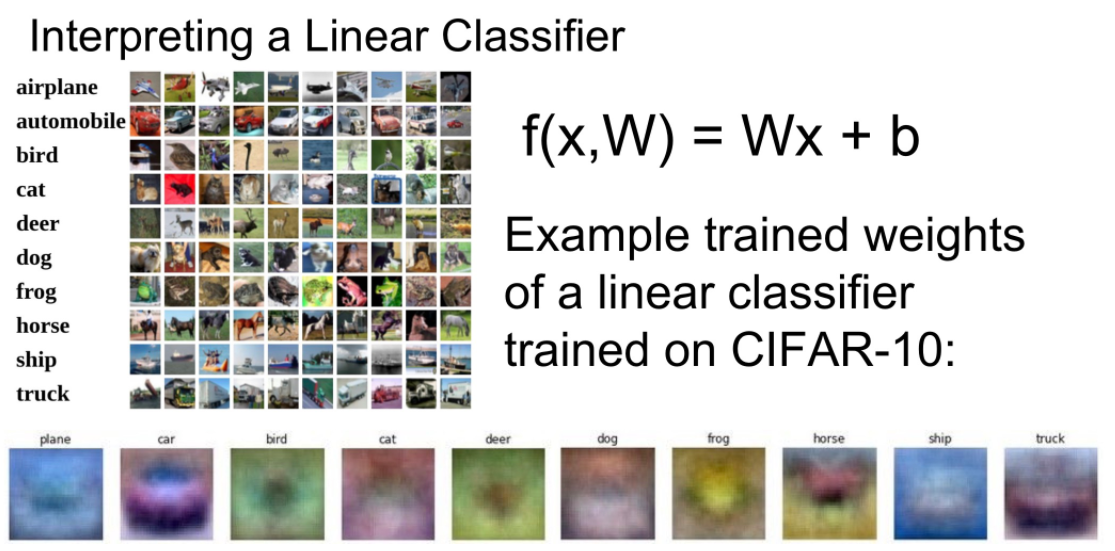 Interpreting a Linear Classifier
airplane
automobile
bird
cat
deer
dog
frog
horse
ship
truck
f(x,W) = Wx + b
Example trained weights
of a linear classifier
trained on CIFAR-10:
plane car bird cat deer dog frog horse ship truck